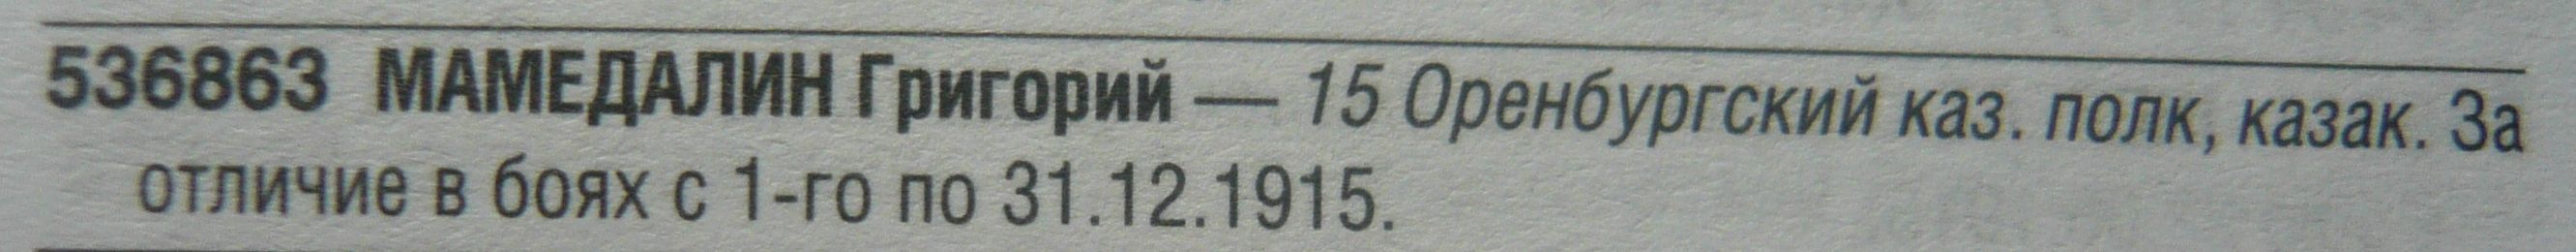 536863 МАМЕДАЛИН Григорий — 15 Оренбургский каз. полк, казак. За
отличие в боях с 1-го по 31.12.1915.